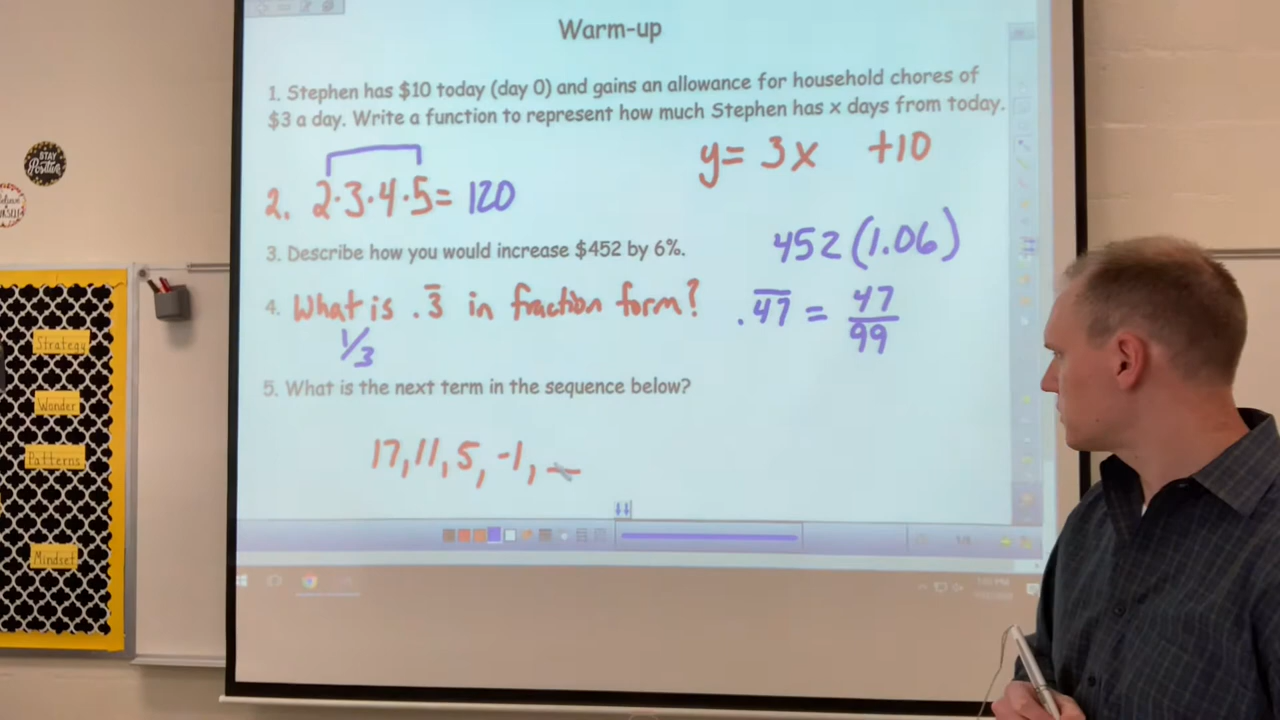 STAY
Positive
Strategy
Wonder
Patterns
Mindset
Warm-up
1. Stephen has $10 today (day 0) and gains an allowance for household chores of
$3 a day. Write a function to represent how much Stephen has x days from today.
y= 3x +10
2. 2·3·4·5= 120
3. Describe how you would increase $452 by 6%.
452(1.06)
4. What is .3̅ in fraction form?
1/3
.4̅7̅ = 47/99
5. What is the next term in the sequence below?
17, 11, 5, -1, _